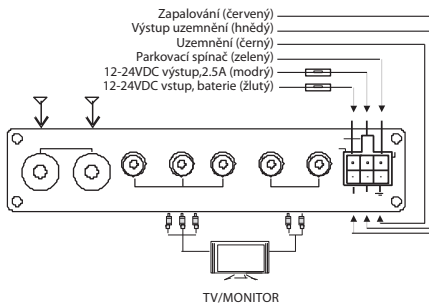 Zapalování (červený)
Výstup uzemnění (hnědý)
Uzemnění (černý)
Parkovací spínač (zelený)
12-24VDC výstup,2.5A (modrý)
12-24VDC vstup, baterie (žlutý)
TV/MONITOR